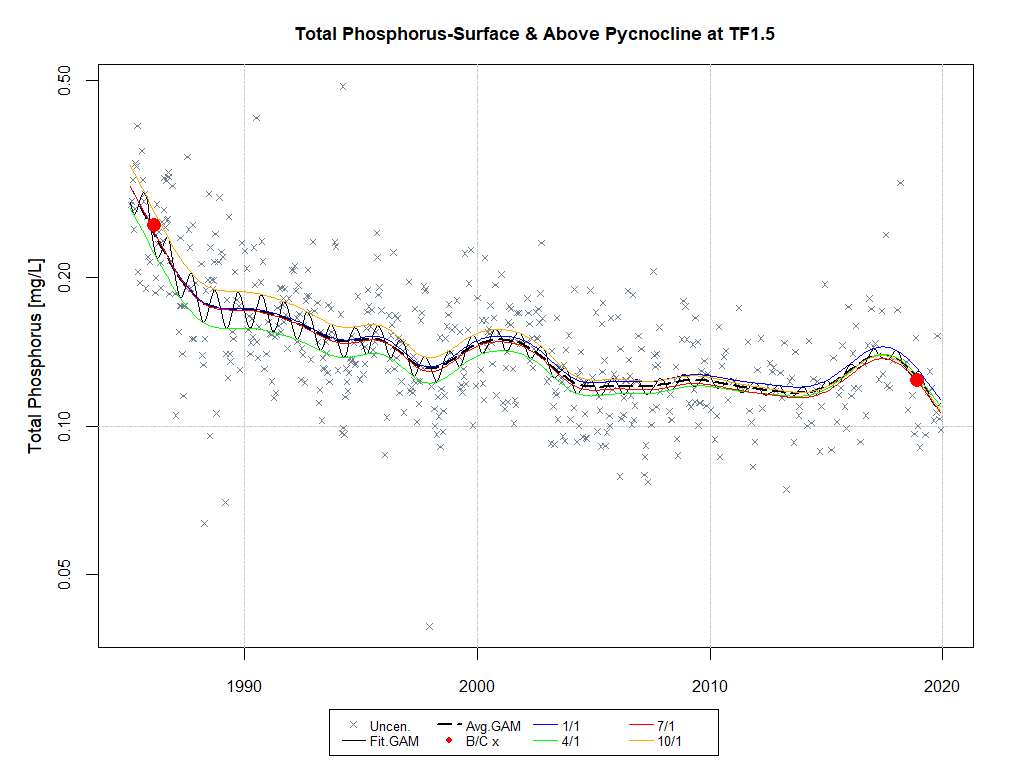 Total Phosphorus-Surface & Above Pycnocline at TF1.5
Total Phosphorus [mg/L]
0.50
0.20
0.10
0.05
1990 2000 2010 2020
Uncen. Avg.GAM 1/1 7/1
Fit.GAM B/C x 4/1 10/1